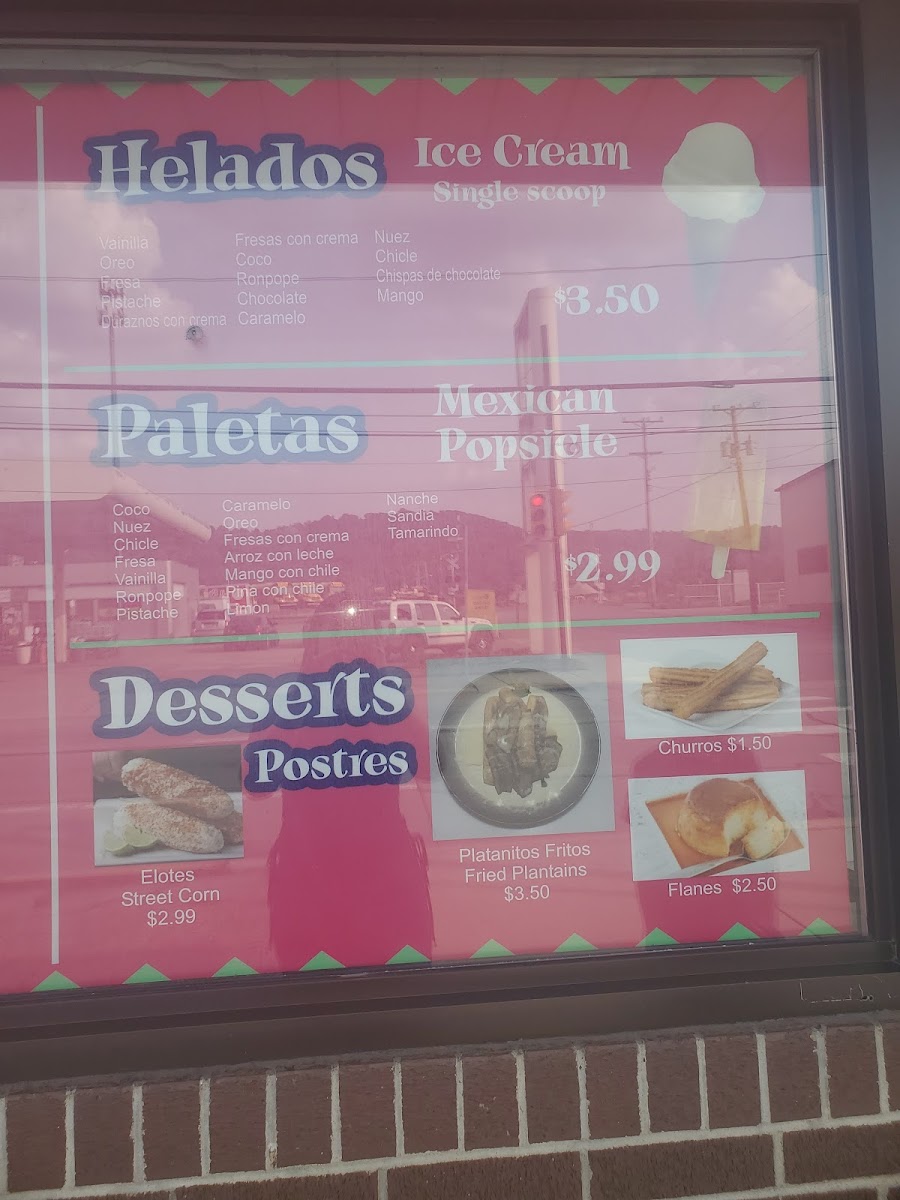 Helados
Ice Cream
Single scoop
Vainilla
Oreo
Fresa
Pistache
Duraznos con crema
Fresas con crema
Coco
Ronpope
Chocolate
Caramelo
Nuez
Chicle
Chispas de chocolate
Mango
$3.50
Paletas
Mexican
Popsicle
Coco
Nuez
Chicle
Fresa
Vainilla
Ronpope
Pistache
Caramelo
Oreo
Fresas con crema
Arroz con leche
Mango con chile
Pina con chile
Limon
Nanche
Sandia
Tamarindo
$2.99
Desserts
Postres
Elotes
Street Corn
$2.99
Platanitos Fritos
Fried Plantains
$3.50
Churros $1.50
Flanes $2.50